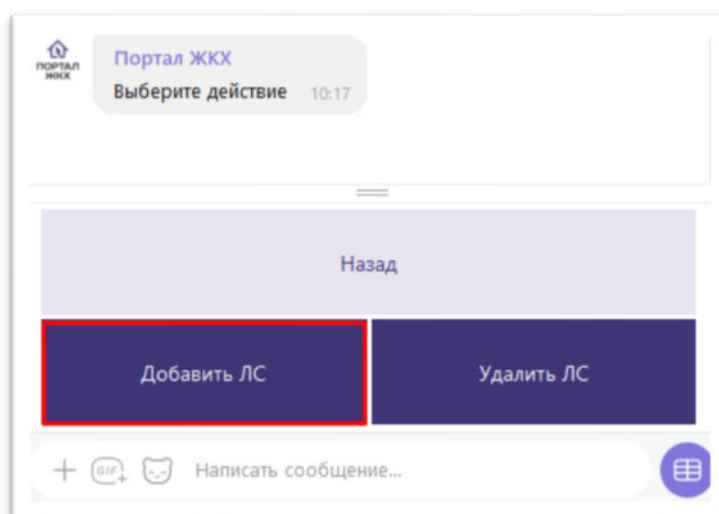 ПОРТАЛ
ЖКХ
Портал ЖКХ
Выберите действие 10:17
Назад
Добавить ЛС
Удалить ЛС
GIF
Написать сообщение...